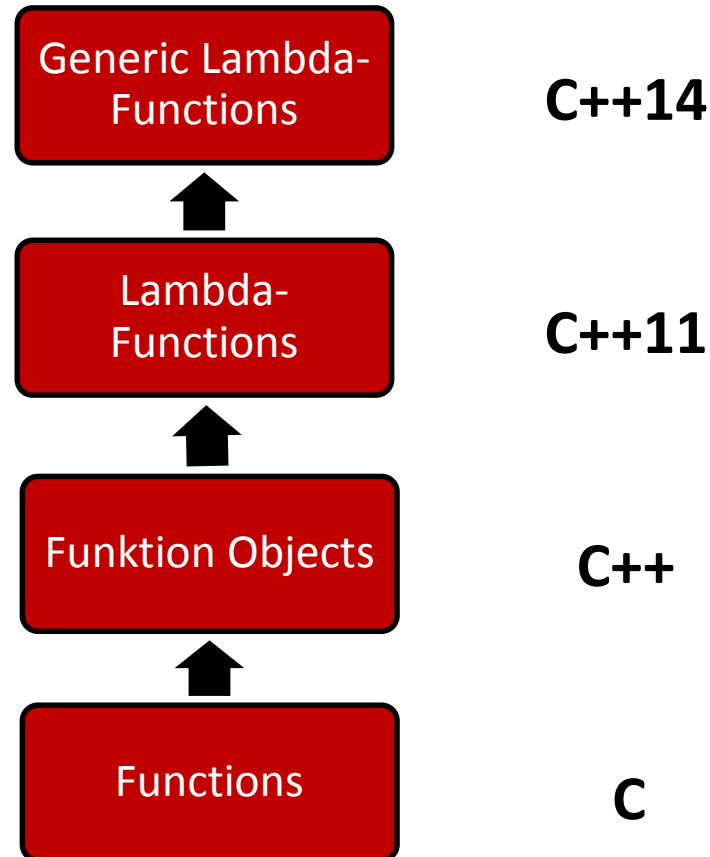 Generic Lambda-
Functions
C++14
Lambda-
Functions
C++11
Funktion Objects
C++
Functions
C